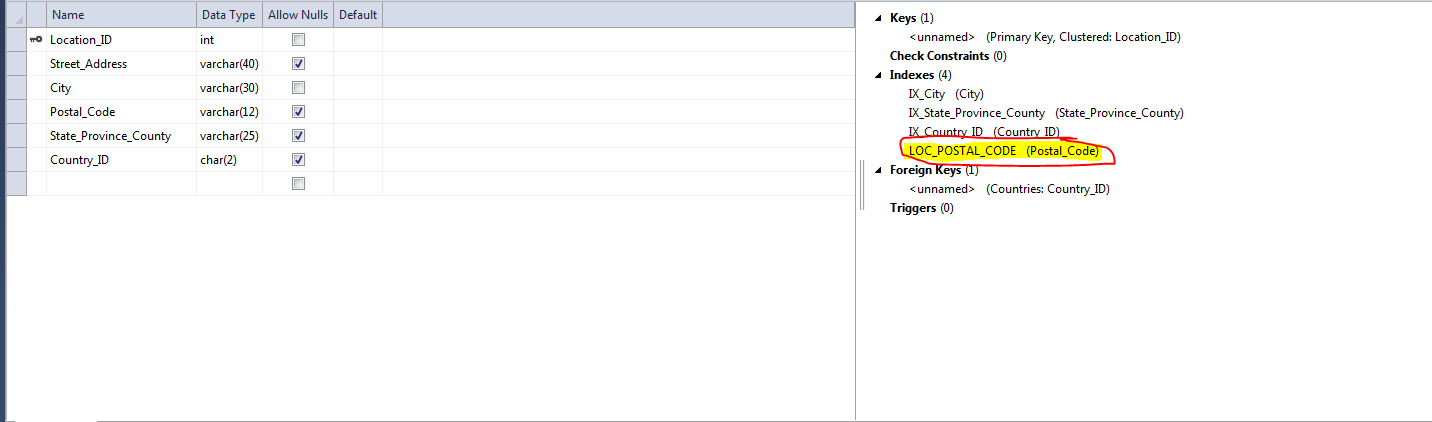 Name Data Type Allow Nulls Default
Location_ID int
Street_Address varchar(40)
City varchar(30)
Postal_Code varchar(12)
State_Province_County varchar(25)
Country_ID char(2)
Keys (1)
<unnamed> (Primary Key, Clustered: Location_ID)
Check Constraints (0)
Indexes (4)
IX_City (City)
IX_State_Province_County (State_Province_County)
IX_Country_ID (Country_ID)
LOC_POSTAL_CODE (Postal_Code)
Foreign Keys (1)
<unnamed> (Countries: Country_ID)
Triggers (0)